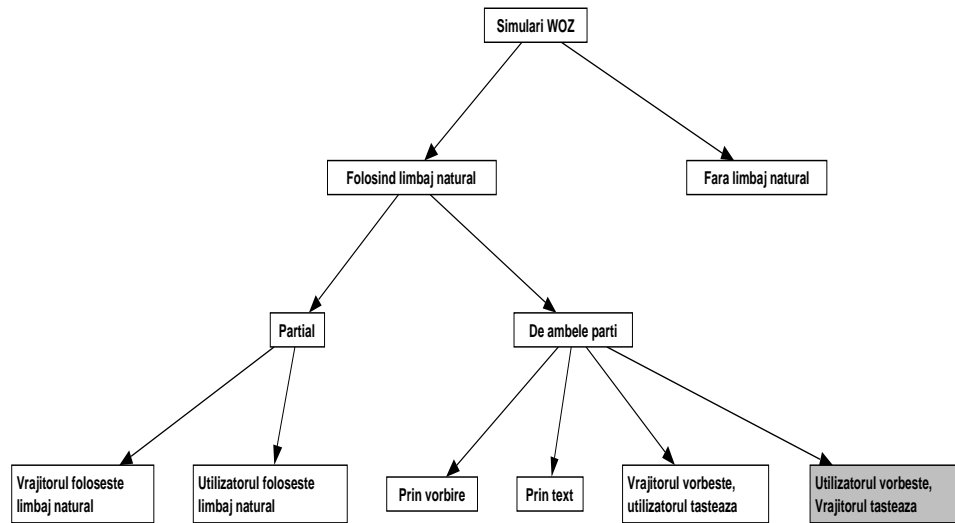 Simulari WOZ
Folosind limbaj natural
Fara limbaj natural
Partial
De ambele parti
Vrajitorul foloseste
limbaj natural
Utilizatorul foloseste
limbaj natural
Prin vorbire
Prin text
Vrajitorul vorbeste,
utilizatorul tasteaza
Utilizatorul vorbeste,
Vrajitorul tasteaza